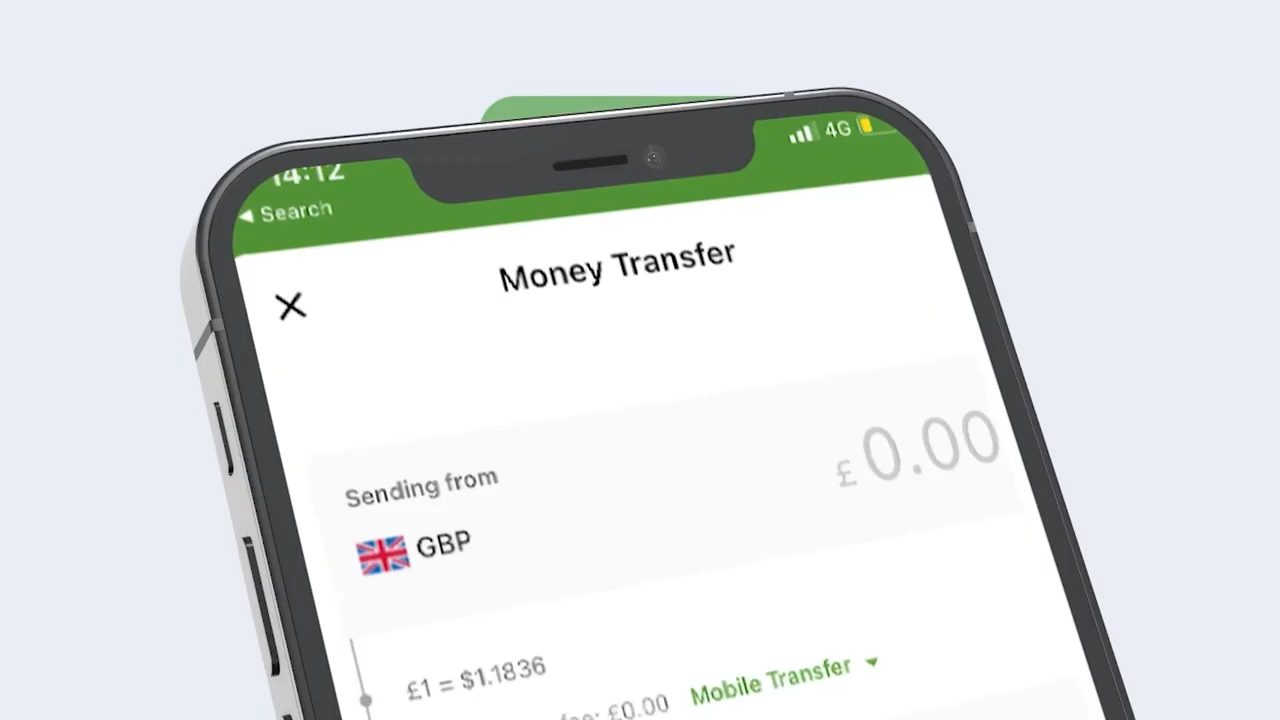 14:12
4G
Search
Money Transfer
Sending from
£ 0.00
GBP
£1 = $1.1836
fee: £0.00 Mobile Transfer